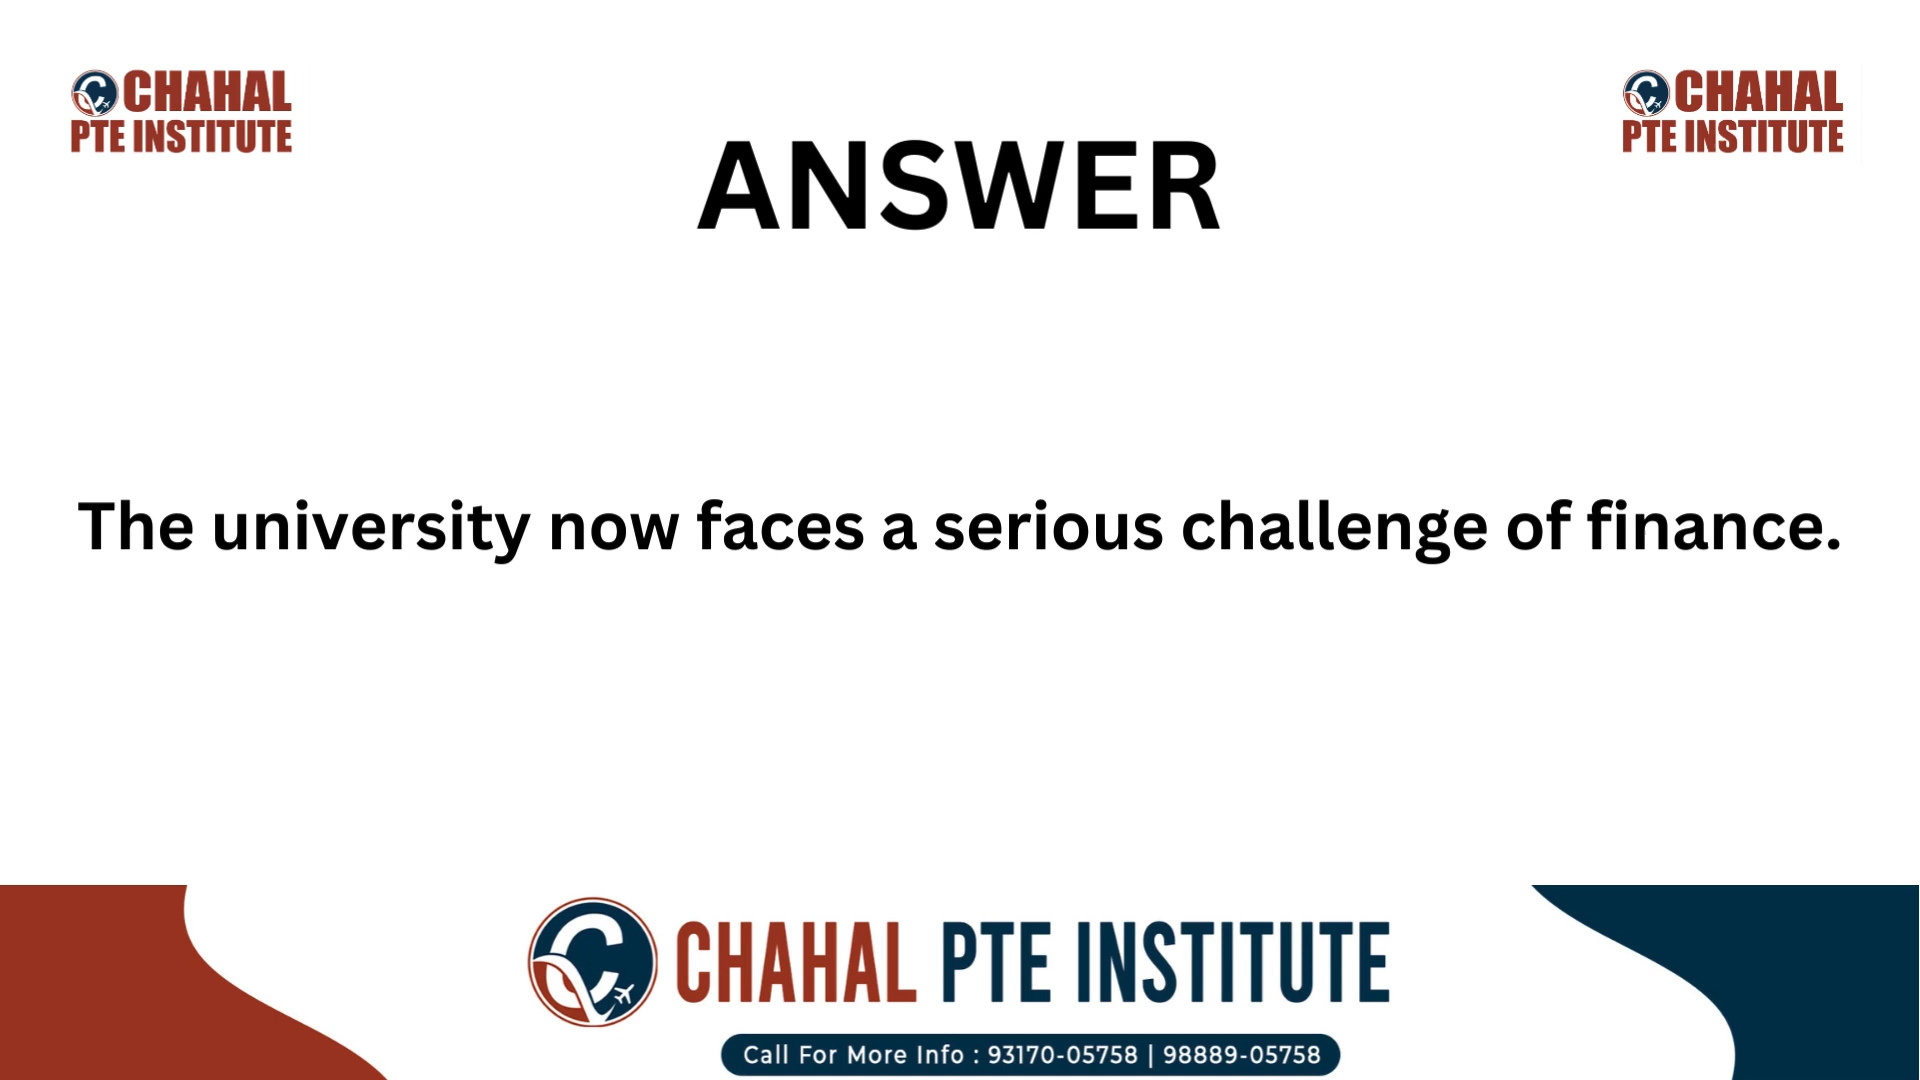 CHAHAL
PTE INSTITUTE
CHAHAL
PTE INSTITUTE
ANSWER
The university now faces a serious challenge of finance.
CHAHAL PTE INSTITUTE
Call For More Info : 93170-05758 | 98889-05758